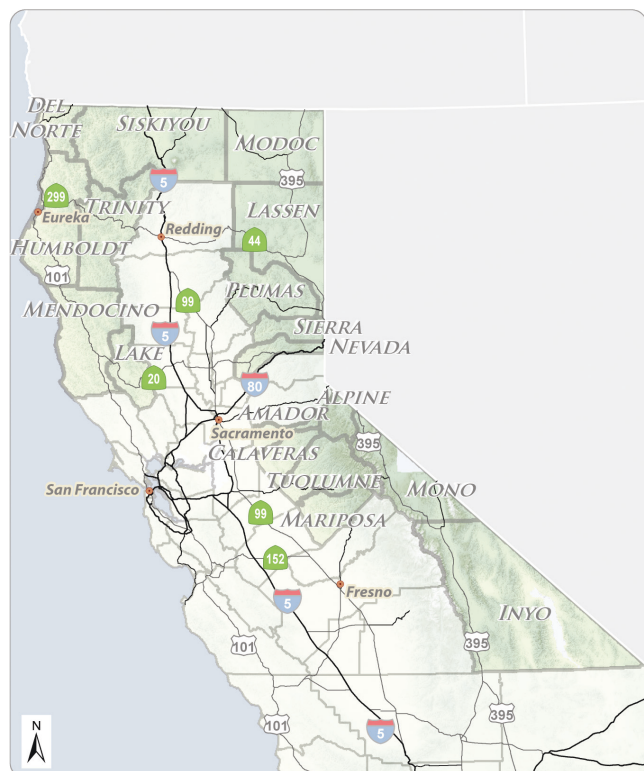 DEL
NORTE
SISKIYOU
MODOC
5
395
299
TRINITY
LASSEN
Eureka
Redding
44
HUMBOLDT
101
PLUMAS
99
MENDOCINO
5
SIERRA
NEVADA
LAKE
20
80
ALPINE
AMADOR
Sacramento
395
CALAVERAS
TUOLUMNE
MONO
San Francisco
99
MARIPOSA
152
Fresno
5
INYO
101
395
395
101
5
N